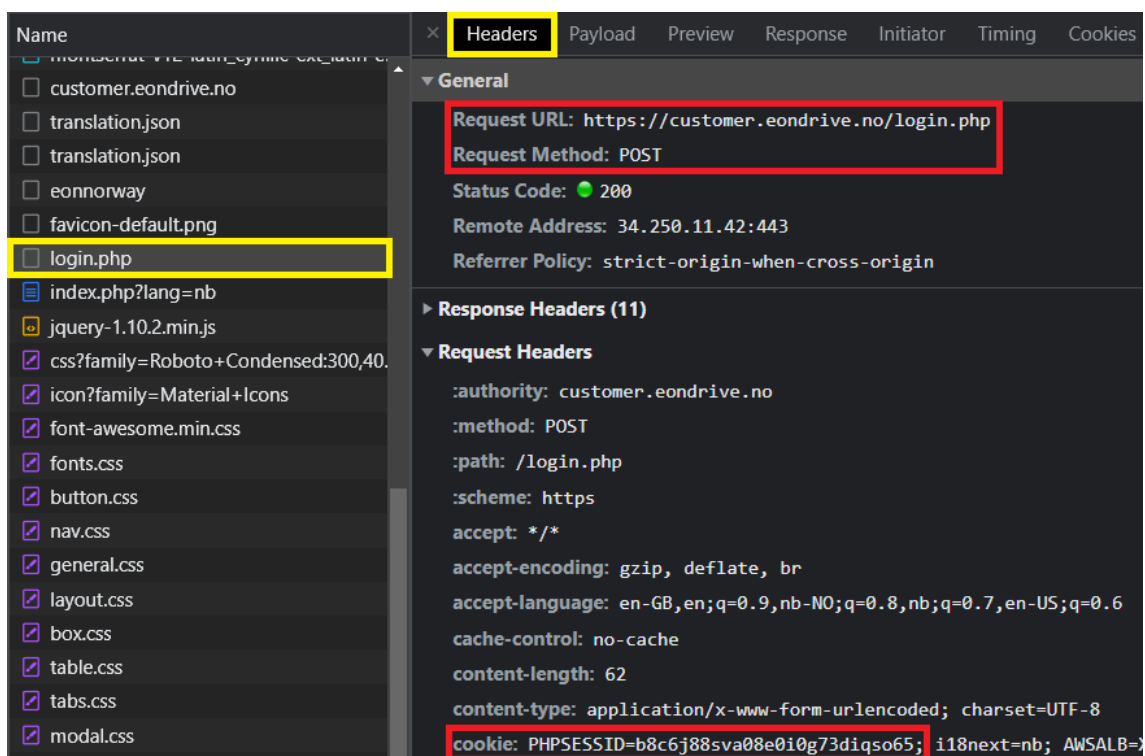 Name
customer.eondrive.no
translation.json
translation.json
eonnorway
favicon-default.png
login.php
index.php?lang=nb
jquery-1.10.2.min.js
css?family=Roboto+Condensed:300,40.
icon?family=Material+Icons
font-awesome.min.css
fonts.css
button.css
nav.css
general.css
layout.css
box.css
table.css
tabs.css
modal.css
× Headers Payload Preview Response Initiator Timing Cookies
▼ General
Request URL: https://customer.eondrive.no/login.php
Request Method: POST
Status Code: 200
Remote Address: 34.250.11.42:443
Referrer Policy: strict-origin-when-cross-origin
▶ Response Headers (11)
▼ Request Headers
:authority: customer.eondrive.no
:method: POST
:path: /login.php
:scheme: https
accept: */*
accept-encoding: gzip, deflate, br
accept-language: en-GB,en;q=0.9,nb-NO;q=0.8,nb;q=0.7,en-US;q=0.6
cache-control: no-cache
content-length: 62
content-type: application/x-www-form-urlencoded; charset=UTF-8
cookie: PHPSESSID=b8c6j88sva08e0i0g73diqso65; i18next=nb; AWSALB=